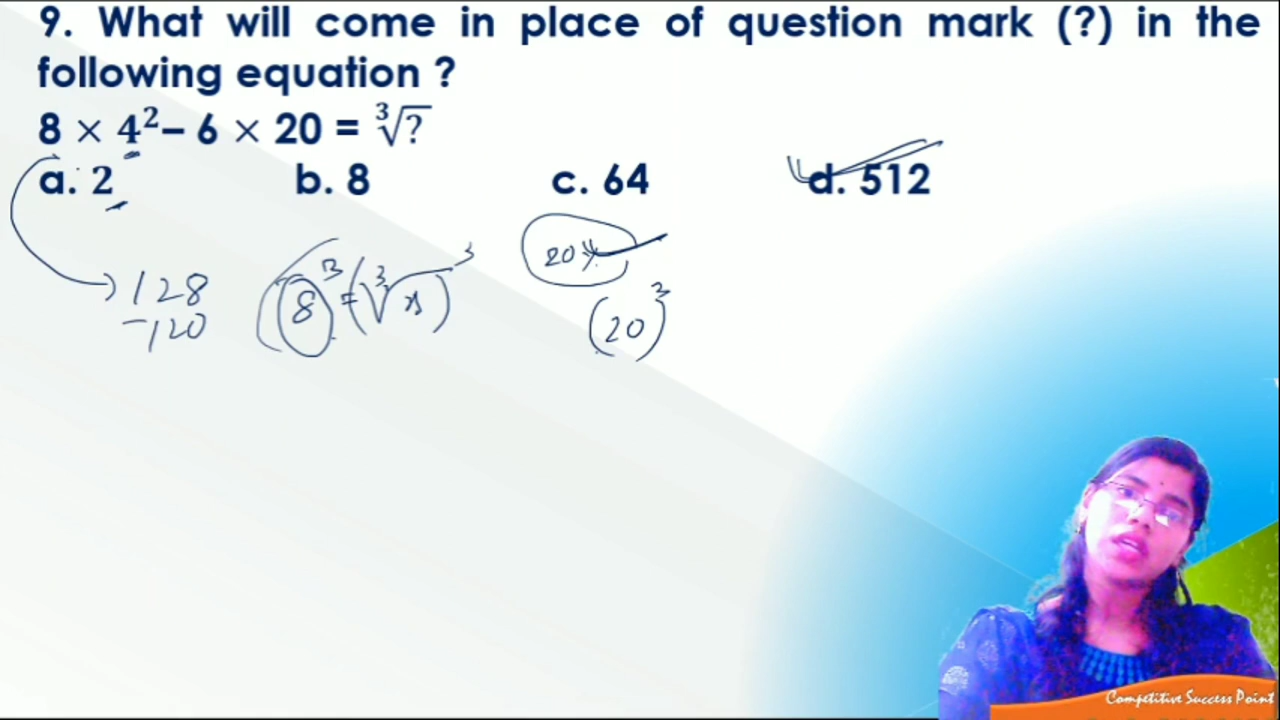 9. What will come in place of question mark (?) in the
following equation ?
8 × 4²– 6 × 20 = ∛?
a. 2 b. 8 c. 64 d. 512
128
–120
(8)³ = (∛x)³
(20)³
Competitive Success Point